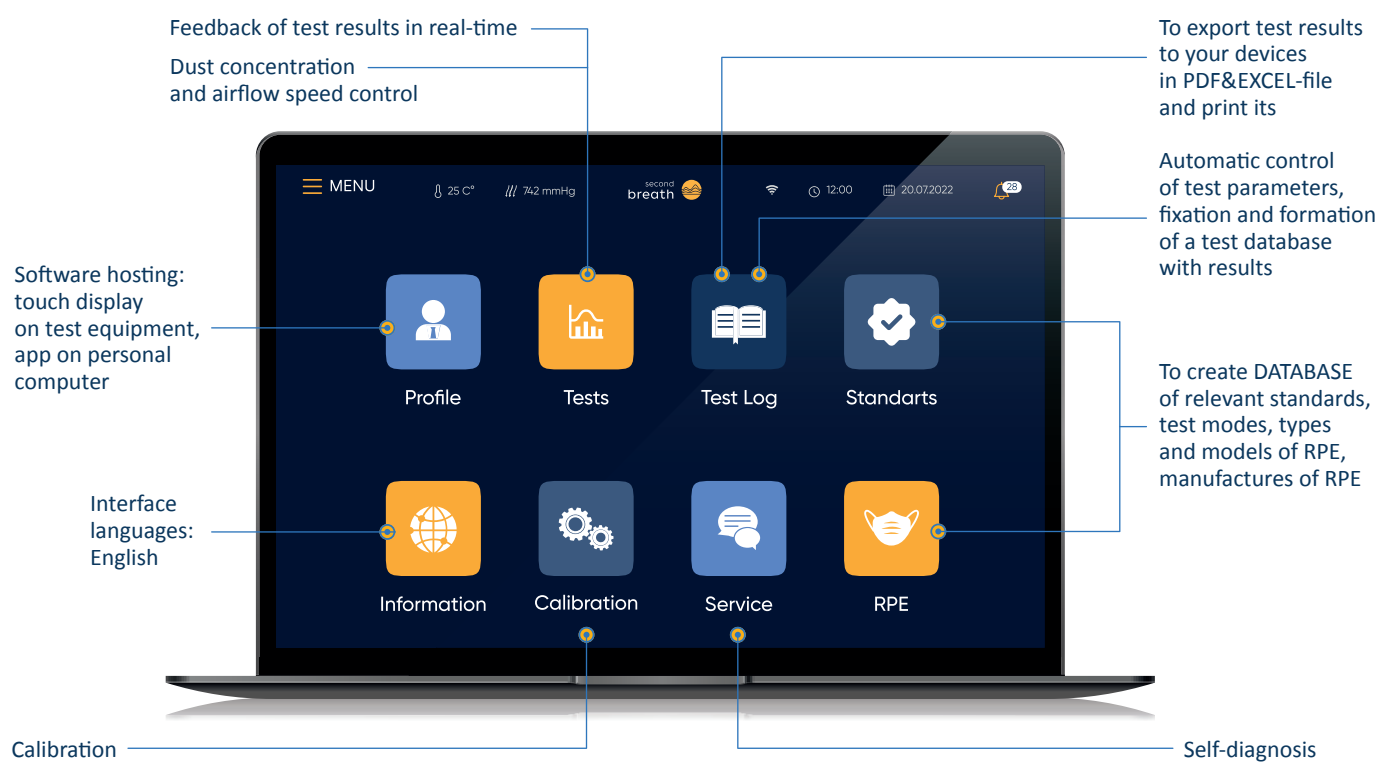 Feedback of test results in real-time
Dust concentration
and airflow speed control
To export test results
to your devices
in PDF&EXCEL-file
and print its
Automatic control
of test parameters,
fixation and formation
of a test database
with results
MENU
25 C°
742 mmHg
second
breath
12:00
20.07.2022
28
Software hosting:
touch display
on test equipment,
app on personal
computer
Profile
Tests
Test Log
Standarts
To create DATABASE
of relevant standards,
test modes, types
and models of RPE,
manufactures of RPE
Interface
languages:
English
Information
Calibration
Service
RPE
Calibration
Self-diagnosis